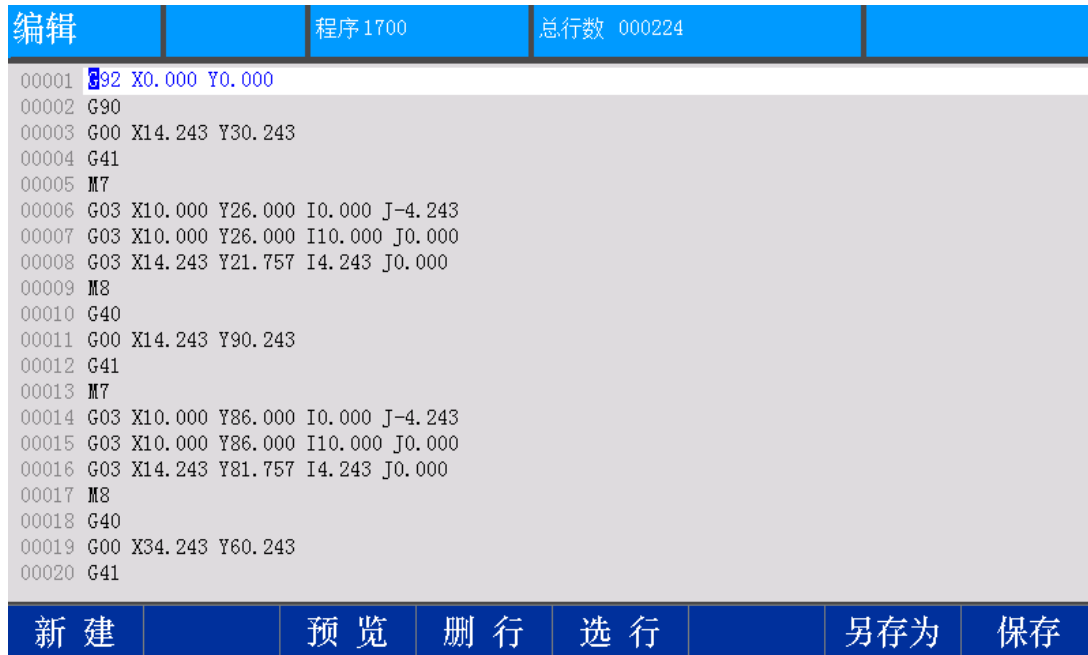 编辑 程序1700 总行数 000224
00001 G92 X0.000 Y0.000
00002 G90
00003 G00 X14.243 Y30.243
00004 G41
00005 M7
00006 G03 X10.000 Y26.000 I0.000 J-4.243
00007 G03 X10.000 Y26.000 I10.000 J0.000
00008 G03 X14.243 Y21.757 I4.243 J0.000
00009 M8
00010 G40
00011 G00 X14.243 Y90.243
00012 G41
00013 M7
00014 G03 X10.000 Y86.000 I0.000 J-4.243
00015 G03 X10.000 Y86.000 I10.000 J0.000
00016 G03 X14.243 Y81.757 I4.243 J0.000
00017 M8
00018 G40
00019 G00 X34.243 Y60.243
00020 G41
新 建 预 览 删 行 选 行 另存为 保存